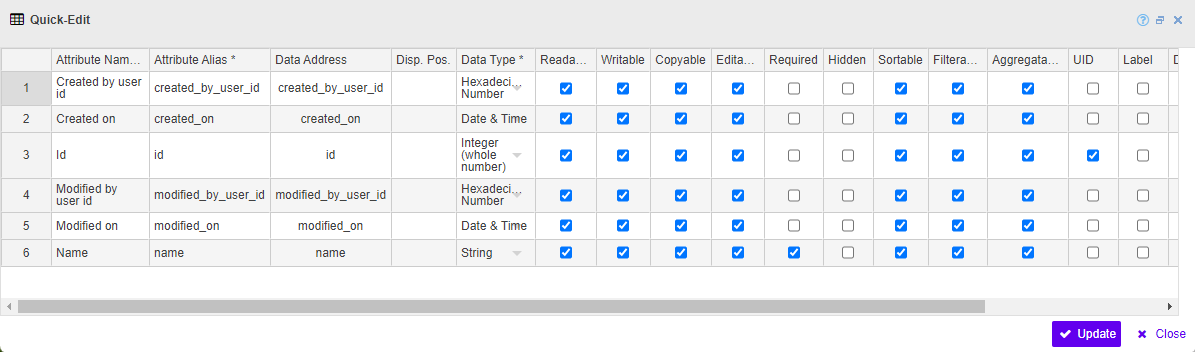 Quick-Edit
Attribute Nam... Attribute Alias * Data Address Disp. Pos. Data Type * Reada... Writable Copyable Edita... Required Hidden Sortable Filtera... Aggregata... UID Label
1 Created by user id created_by_user_id created_by_user_id Hexadeci... Number
2 Created on created_on created_on Date & Time
3 Id id id Integer (whole number)
4 Modified by user id modified_by_user_id modified_by_user_id Hexadeci... Number
5 Modified on modified_on modified_on Date & Time
6 Name name name String
Update Close